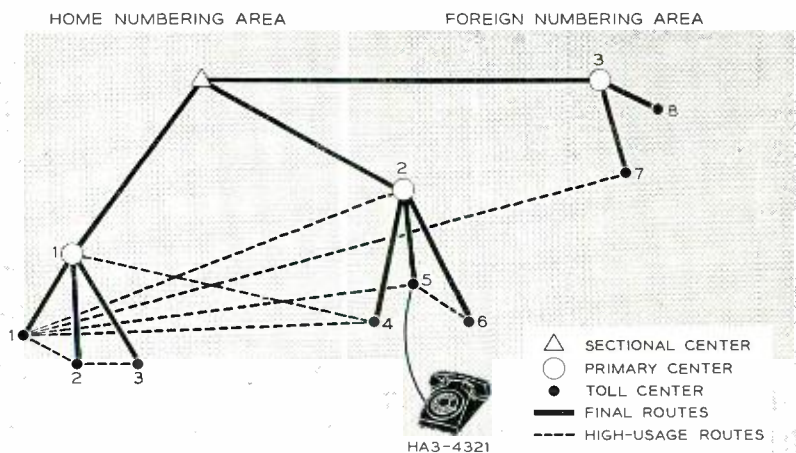 HOME NUMBERING AREA
FOREIGN NUMBERING AREA
3
8
7
2
1
5
1
4
6
2
3
SECTIONAL CENTER
PRIMARY CENTER
TOLL CENTER
FINAL ROUTES
HIGH-USAGE ROUTES
HA3-4321